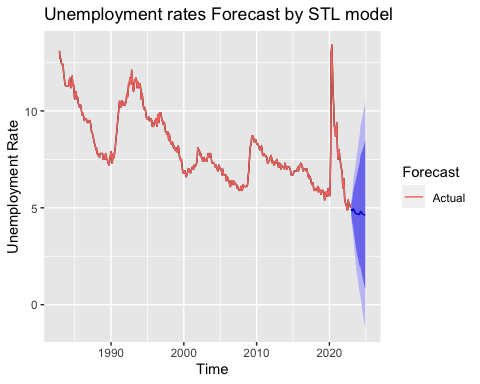 Unemployment rates Forecast by STL model
10
5
0
Unemployment Rate
1990
2000
2010
2020
Time
Forecast
Actual